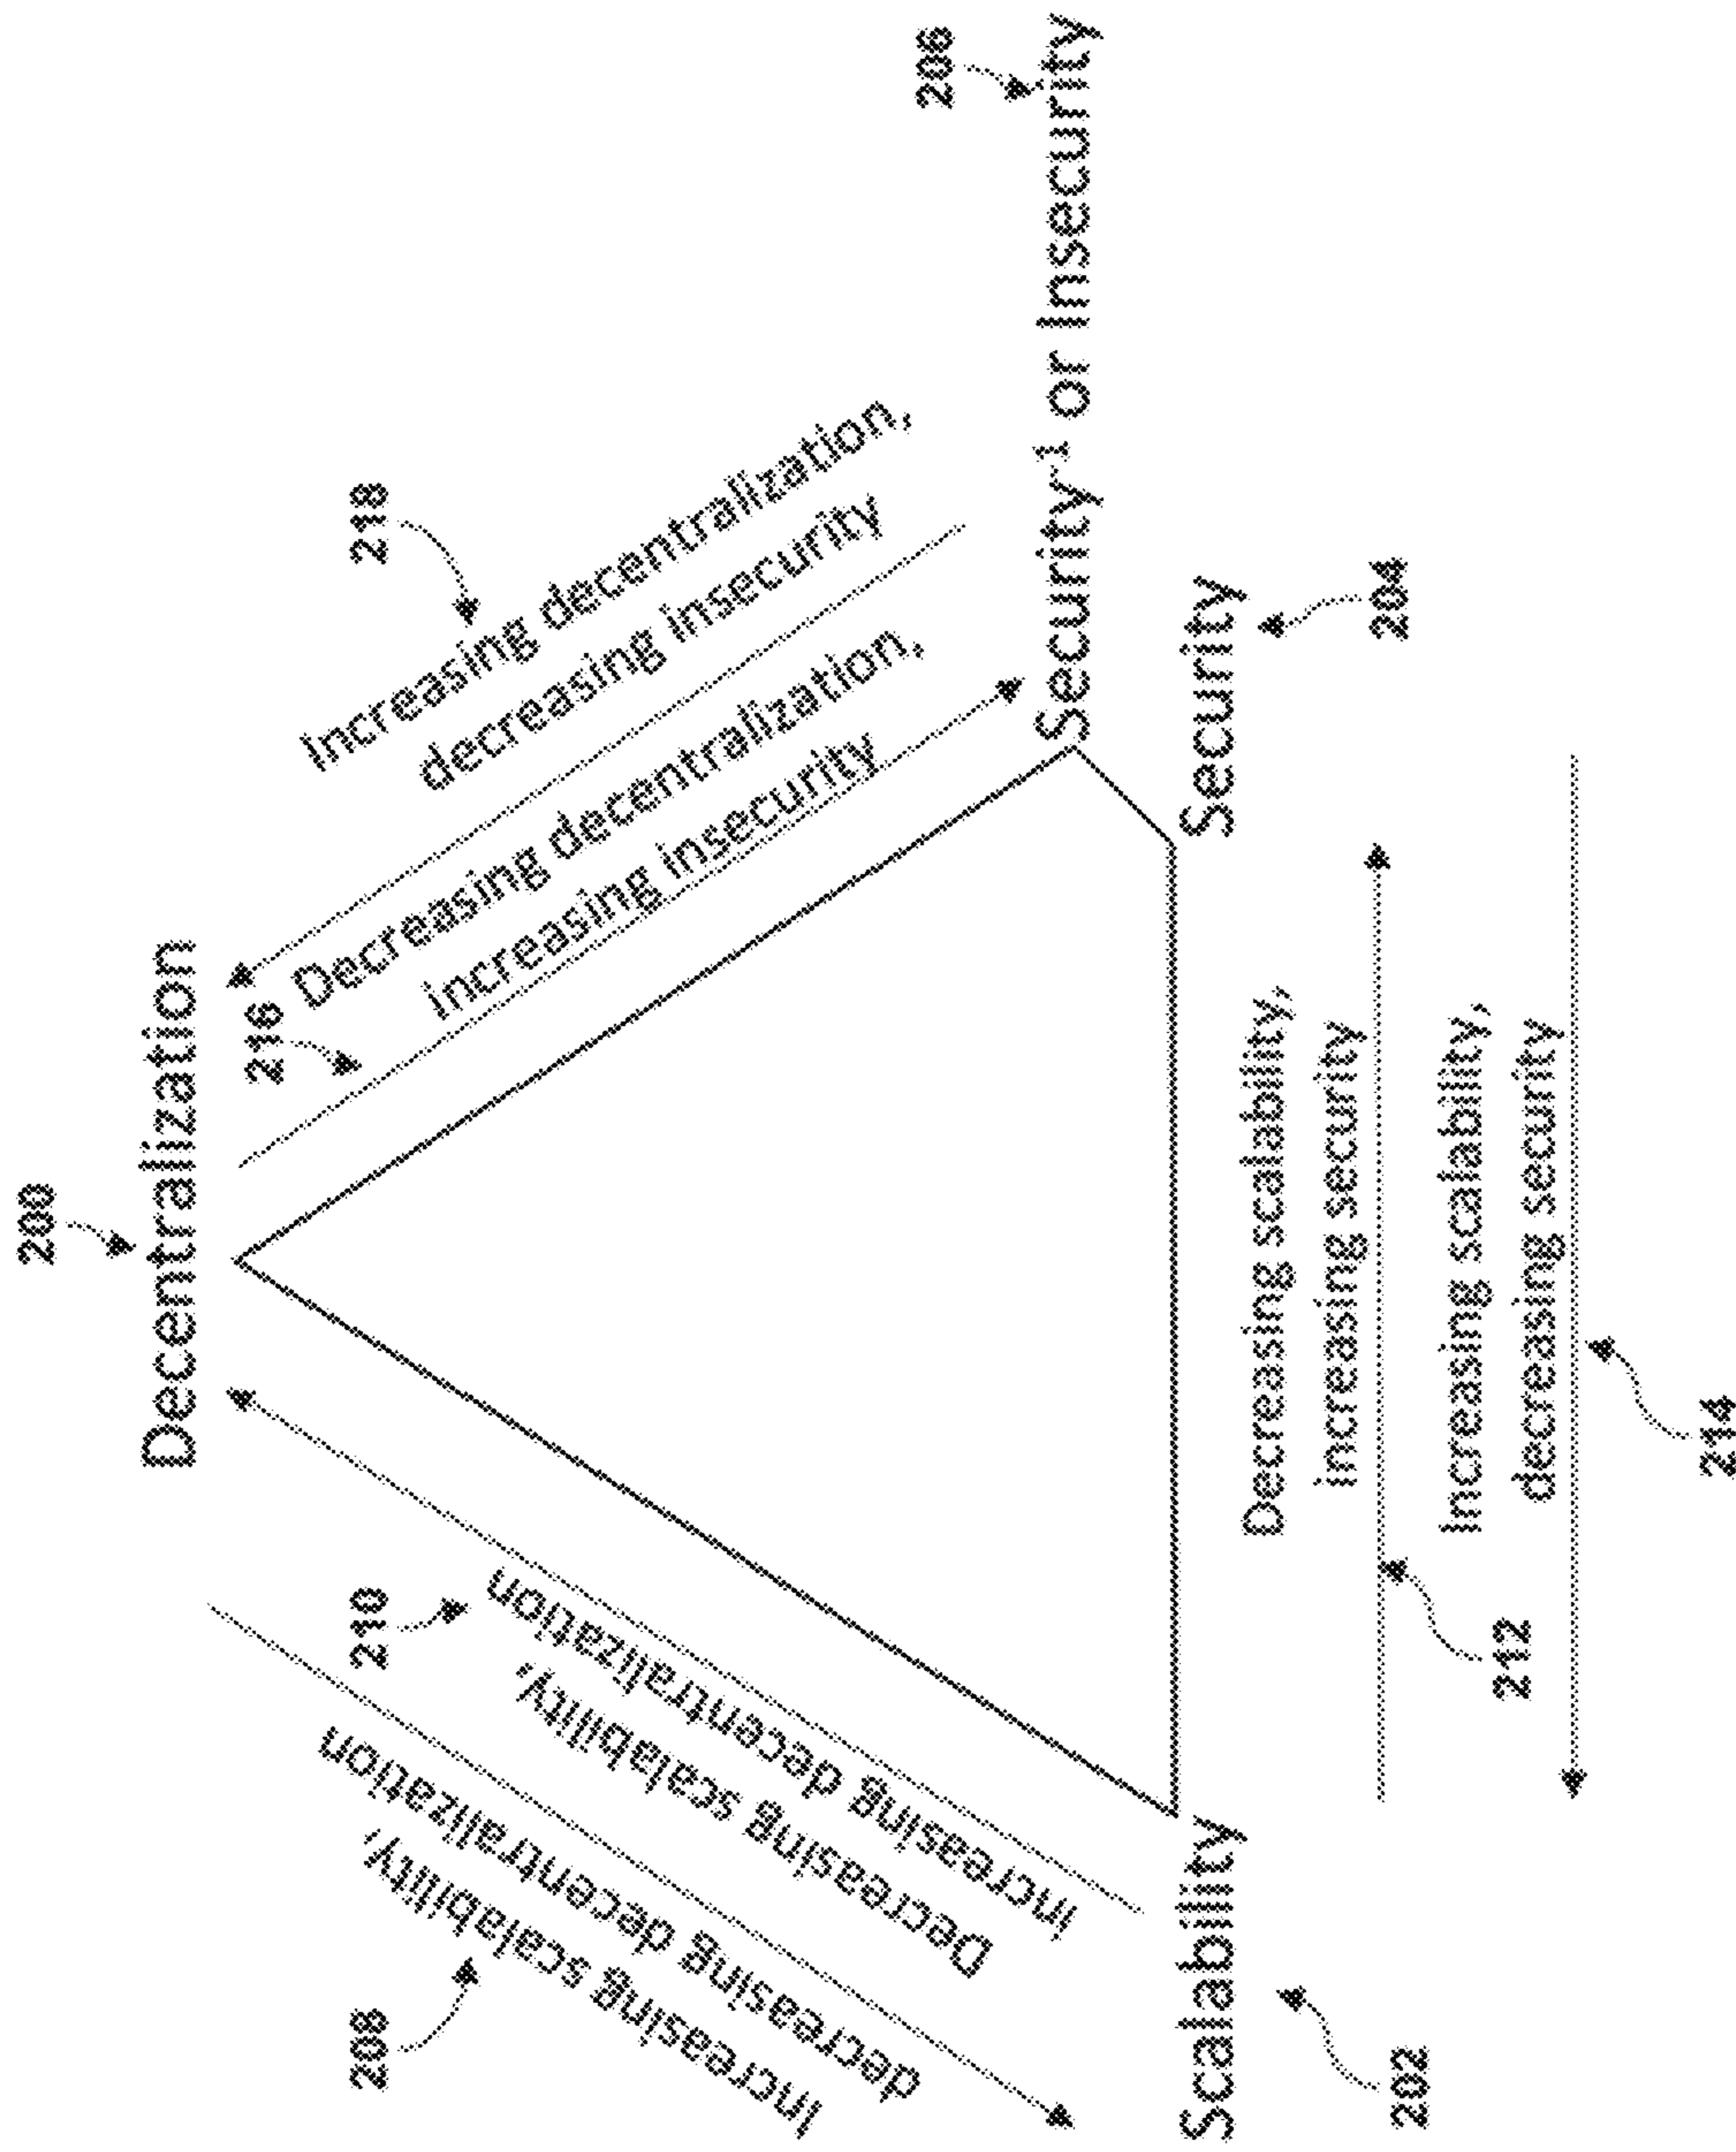 200
Decentralization
208
Increasing scalability,
decreasing decentralization
210
Decreasing scalability,
increasing decentralization
216
Decreasing decentralization,
increasing insecurity
218
Increasing decentralization,
decreasing insecurity
206
Security⁻¹ or Insecurity
Scalability
202
Security
204
Decreasing scalability,
increasing security
212
Increasing scalability,
decreasing security
214